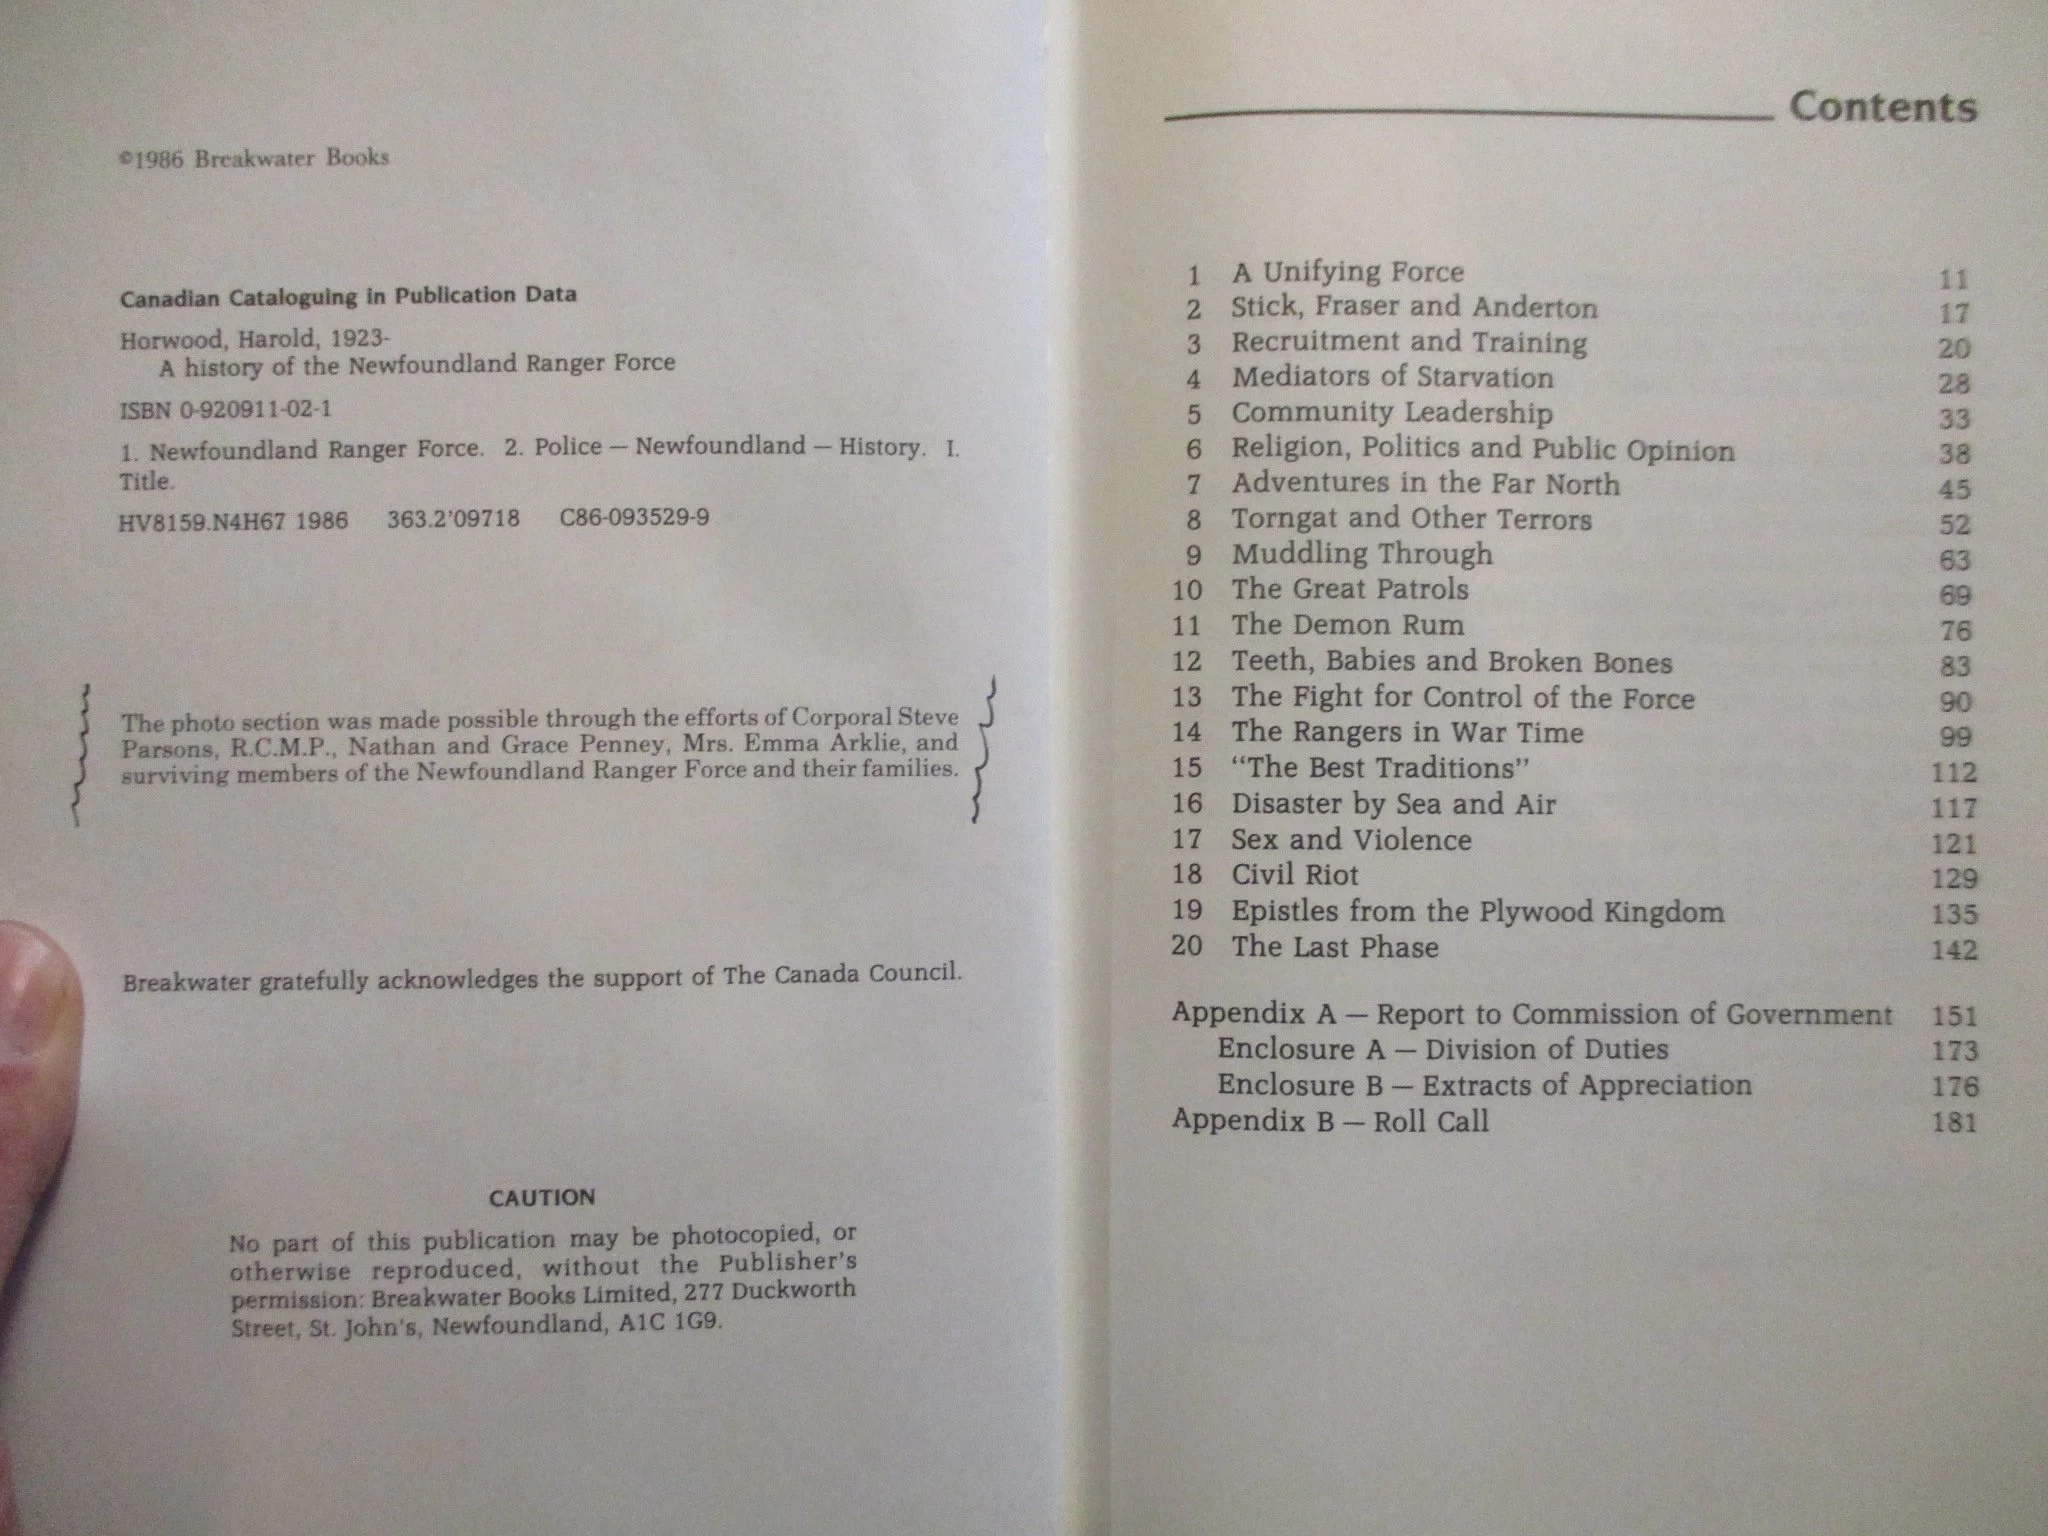 ©1986 Breakwater Books
Canadian Cataloguing in Publication Data
Horwood, Harold, 1923-
A history of the Newfoundland Ranger Force
ISBN 0-920911-02-1
1. Newfoundland Ranger Force. 2. Police — Newfoundland — History. I.
Title.
HV8159.N4H67 1986 363.2'09718 C86-093529-9
The photo section was made possible through the efforts of Corporal Steve
Parsons, R.C.M.P., Nathan and Grace Penney, Mrs. Emma Arklie, and
surviving members of the Newfoundland Ranger Force and their families.
Breakwater gratefully acknowledges the support of The Canada Council.
CAUTION
No part of this publication may be photocopied, or
otherwise reproduced, without the Publisher's
permission: Breakwater Books Limited, 277 Duckworth
Street, St. John's, Newfoundland, A1C 1G9.
Contents
1 A Unifying Force 11
2 Stick, Fraser and Anderton 17
3 Recruitment and Training 20
4 Mediators of Starvation 28
5 Community Leadership 33
6 Religion, Politics and Public Opinion 38
7 Adventures in the Far North 45
8 Torngat and Other Terrors 52
9 Muddling Through 63
10 The Great Patrols 69
11 The Demon Rum 76
12 Teeth, Babies and Broken Bones 83
13 The Fight for Control of the Force 90
14 The Rangers in War Time 99
15 "The Best Traditions" 112
16 Disaster by Sea and Air 117
17 Sex and Violence 121
18 Civil Riot 129
19 Epistles from the Plywood Kingdom 135
20 The Last Phase 142
Appendix A — Report to Commission of Government 151
Enclosure A — Division of Duties 173
Enclosure B — Extracts of Appreciation 176
Appendix B — Roll Call 181